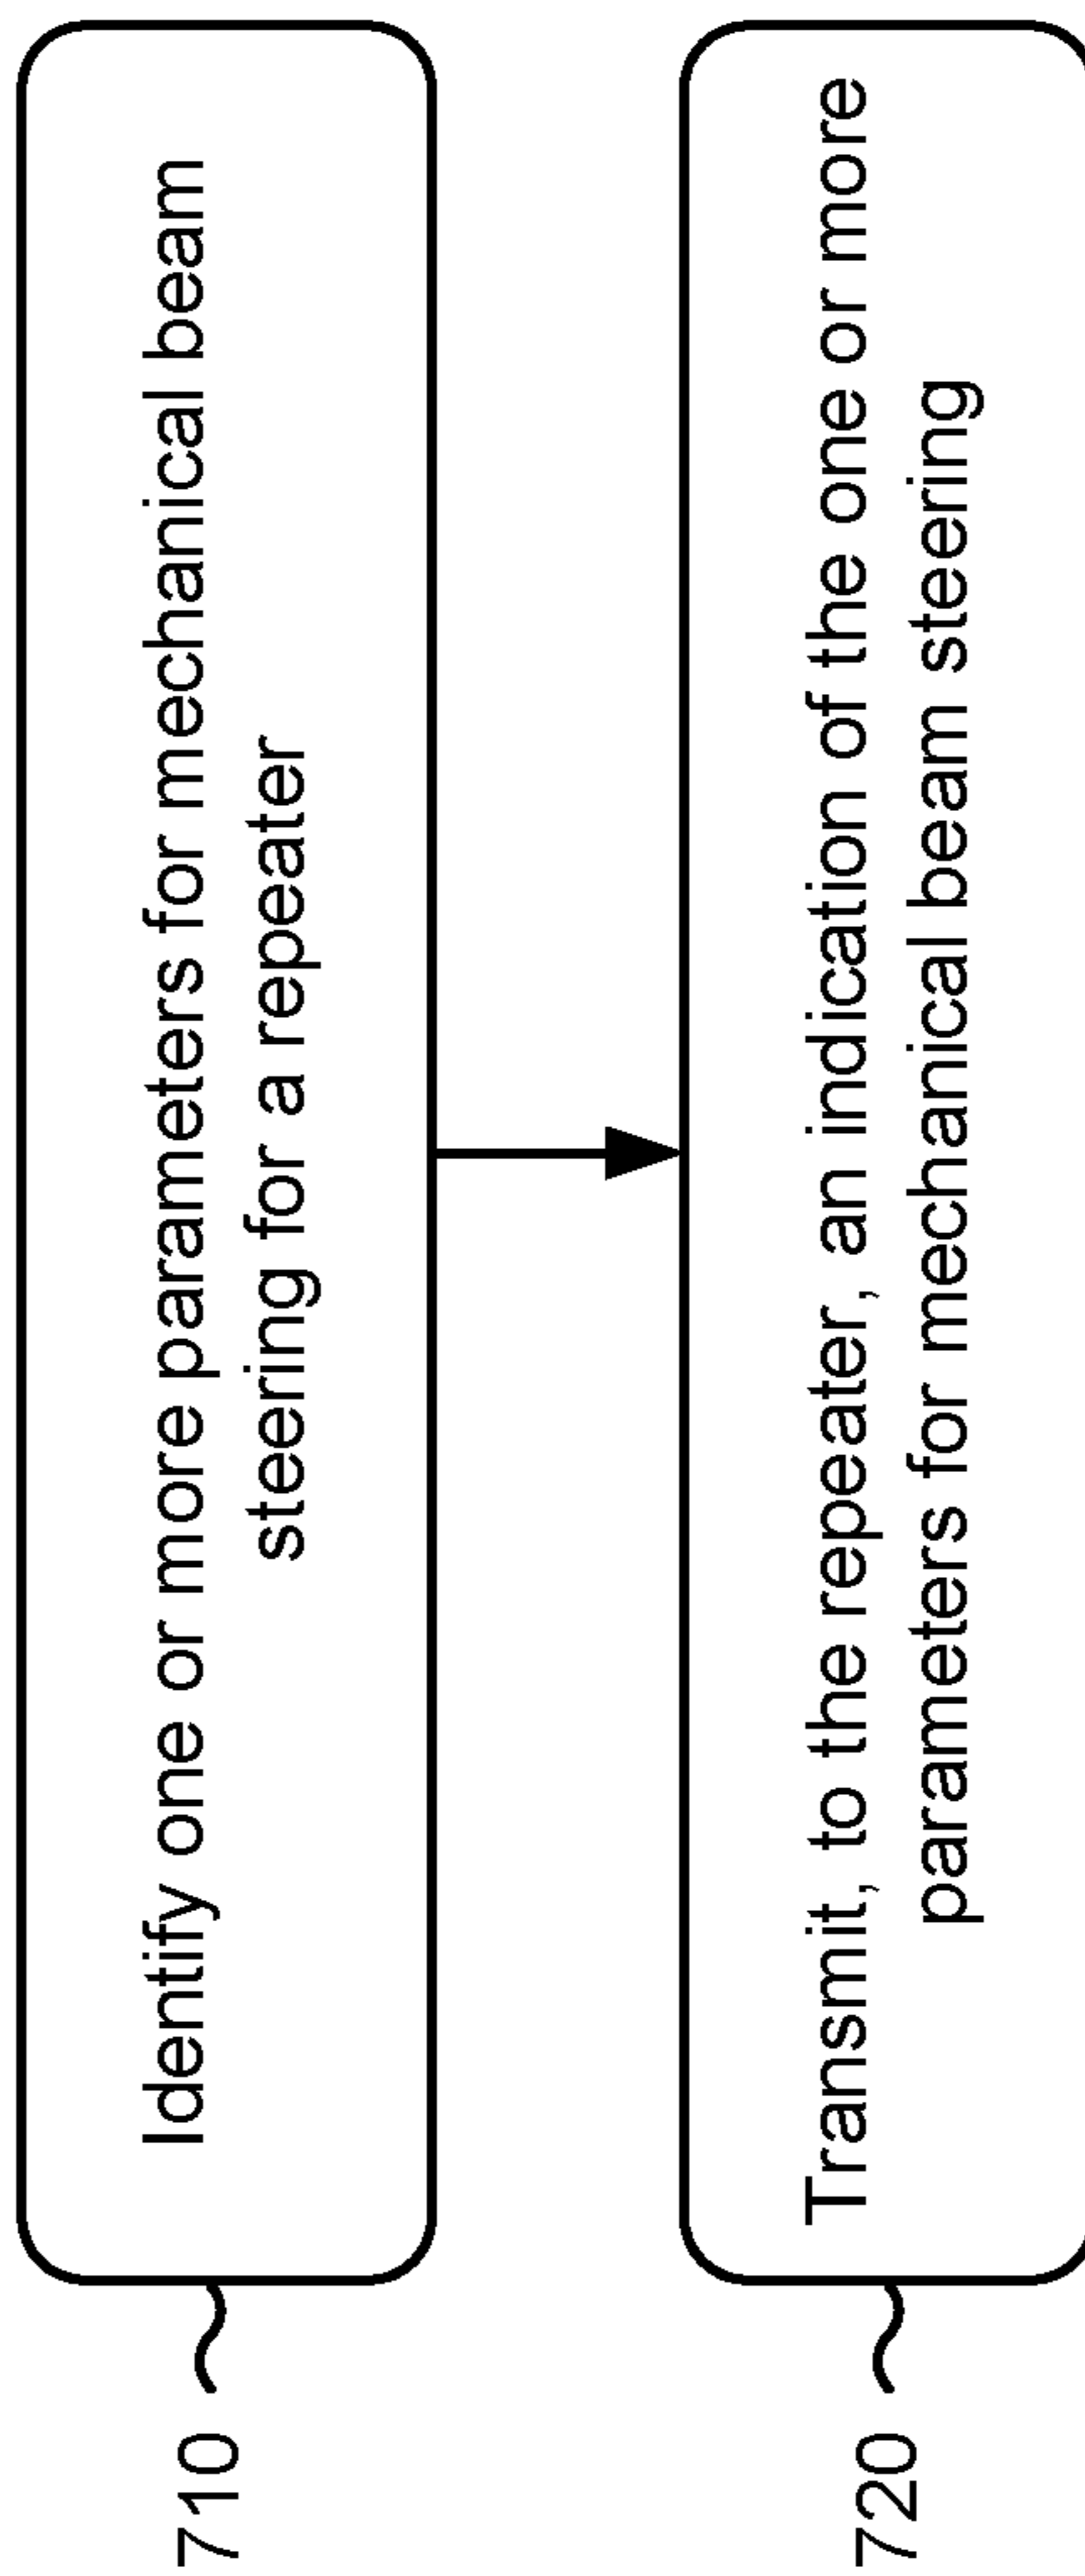 710
Identify one or more parameters for mechanical beam
steering for a repeater
720
Transmit, to the repeater, an indication of the one or more
parameters for mechanical beam steering